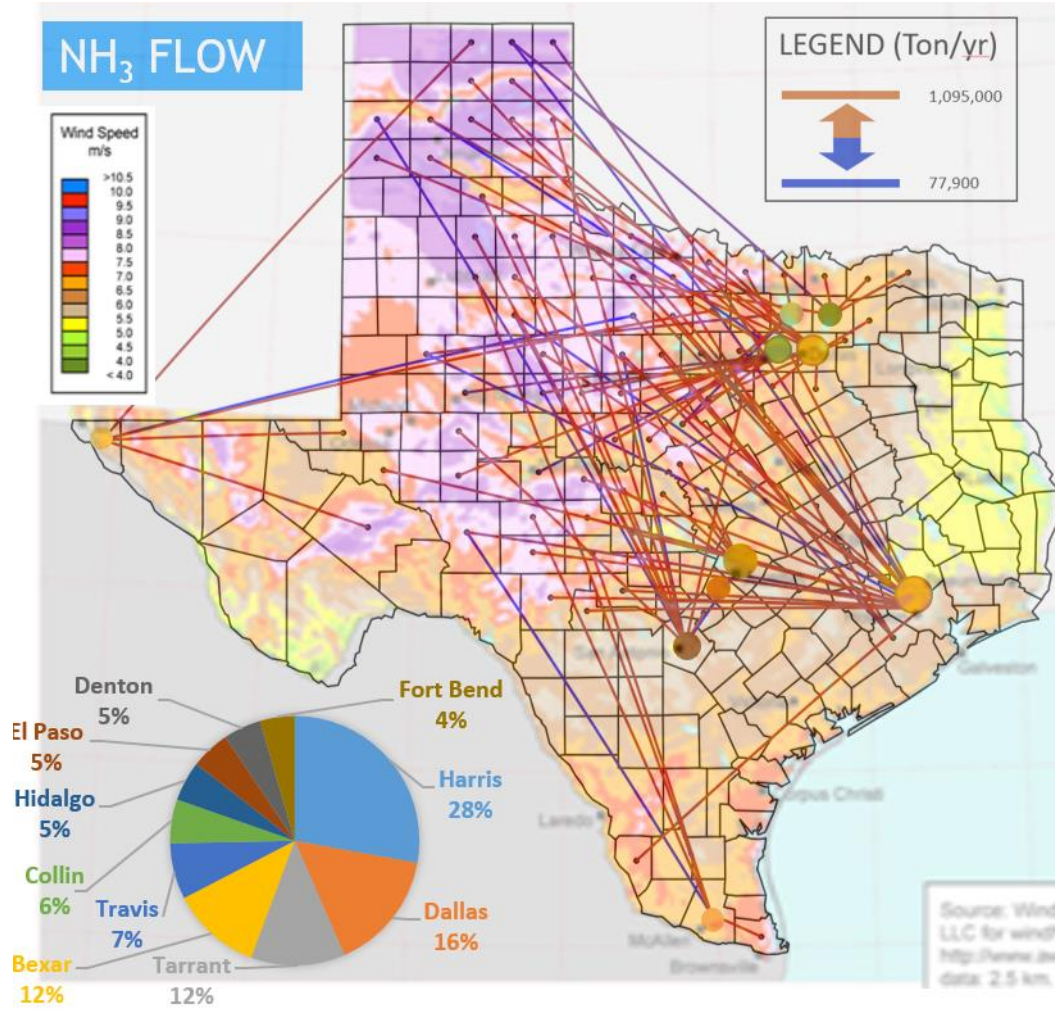 NH₃ FLOW
LEGEND (Ton/yr)
1,095,000
77,900
Wind Speed
m/s
>10.5
10.0
9.5
9.0
8.5
8.0
7.5
7.0
6.5
6.0
5.5
5.0
4.5
4.0
< 4.0
San Antonio
Galveston
Corpus Christi
Laredo
McAllen
Brownsville
Denton
5%
Fort Bend
4%
El Paso
5%
Harris
28%
Hidalgo
5%
Collin
6%
Travis
7%
Dallas
16%
Bexar
12%
Tarrant
12%
Source: Wind
LLC for windN
http://www.aw
data: 2.5 km.